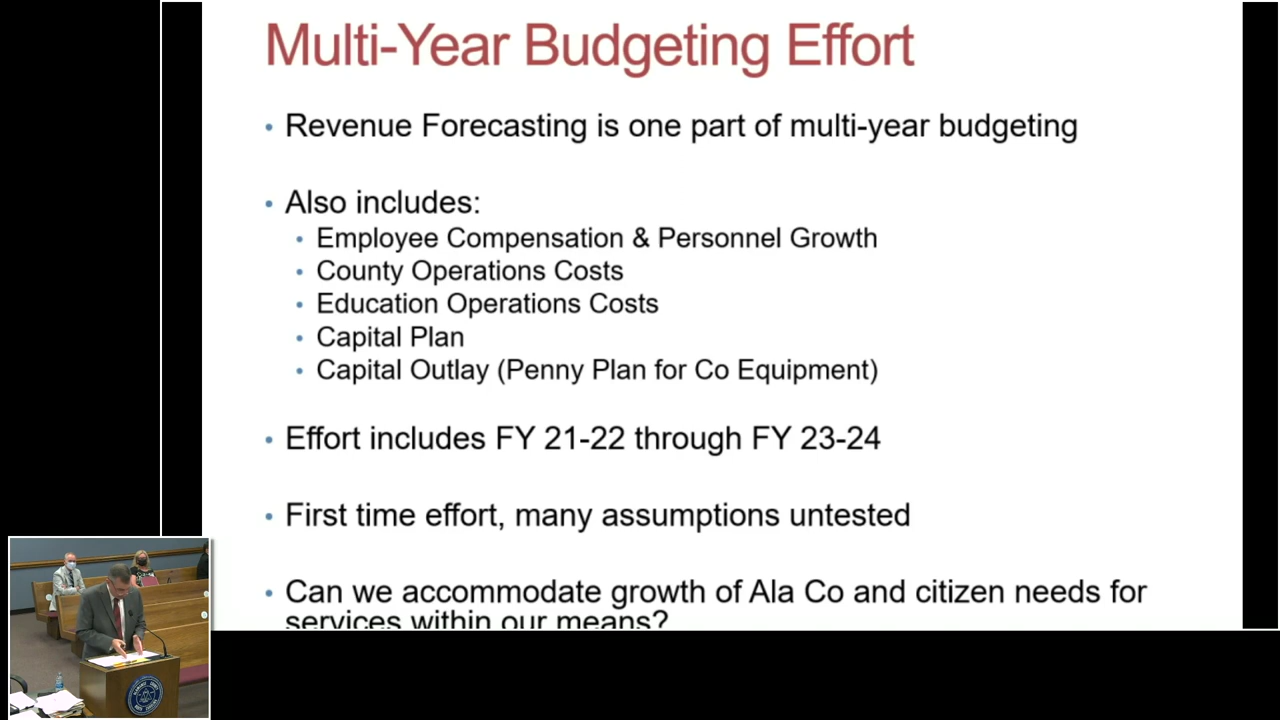 Multi-Year Budgeting Effort
• Revenue Forecasting is one part of multi-year budgeting
• Also includes:
• Employee Compensation & Personnel Growth
• County Operations Costs
• Education Operations Costs
• Capital Plan
• Capital Outlay (Penny Plan for Co Equipment)
• Effort includes FY 21-22 through FY 23-24
• First time effort, many assumptions untested
• Can we accommodate growth of Ala Co and citizen needs for
services within our means?